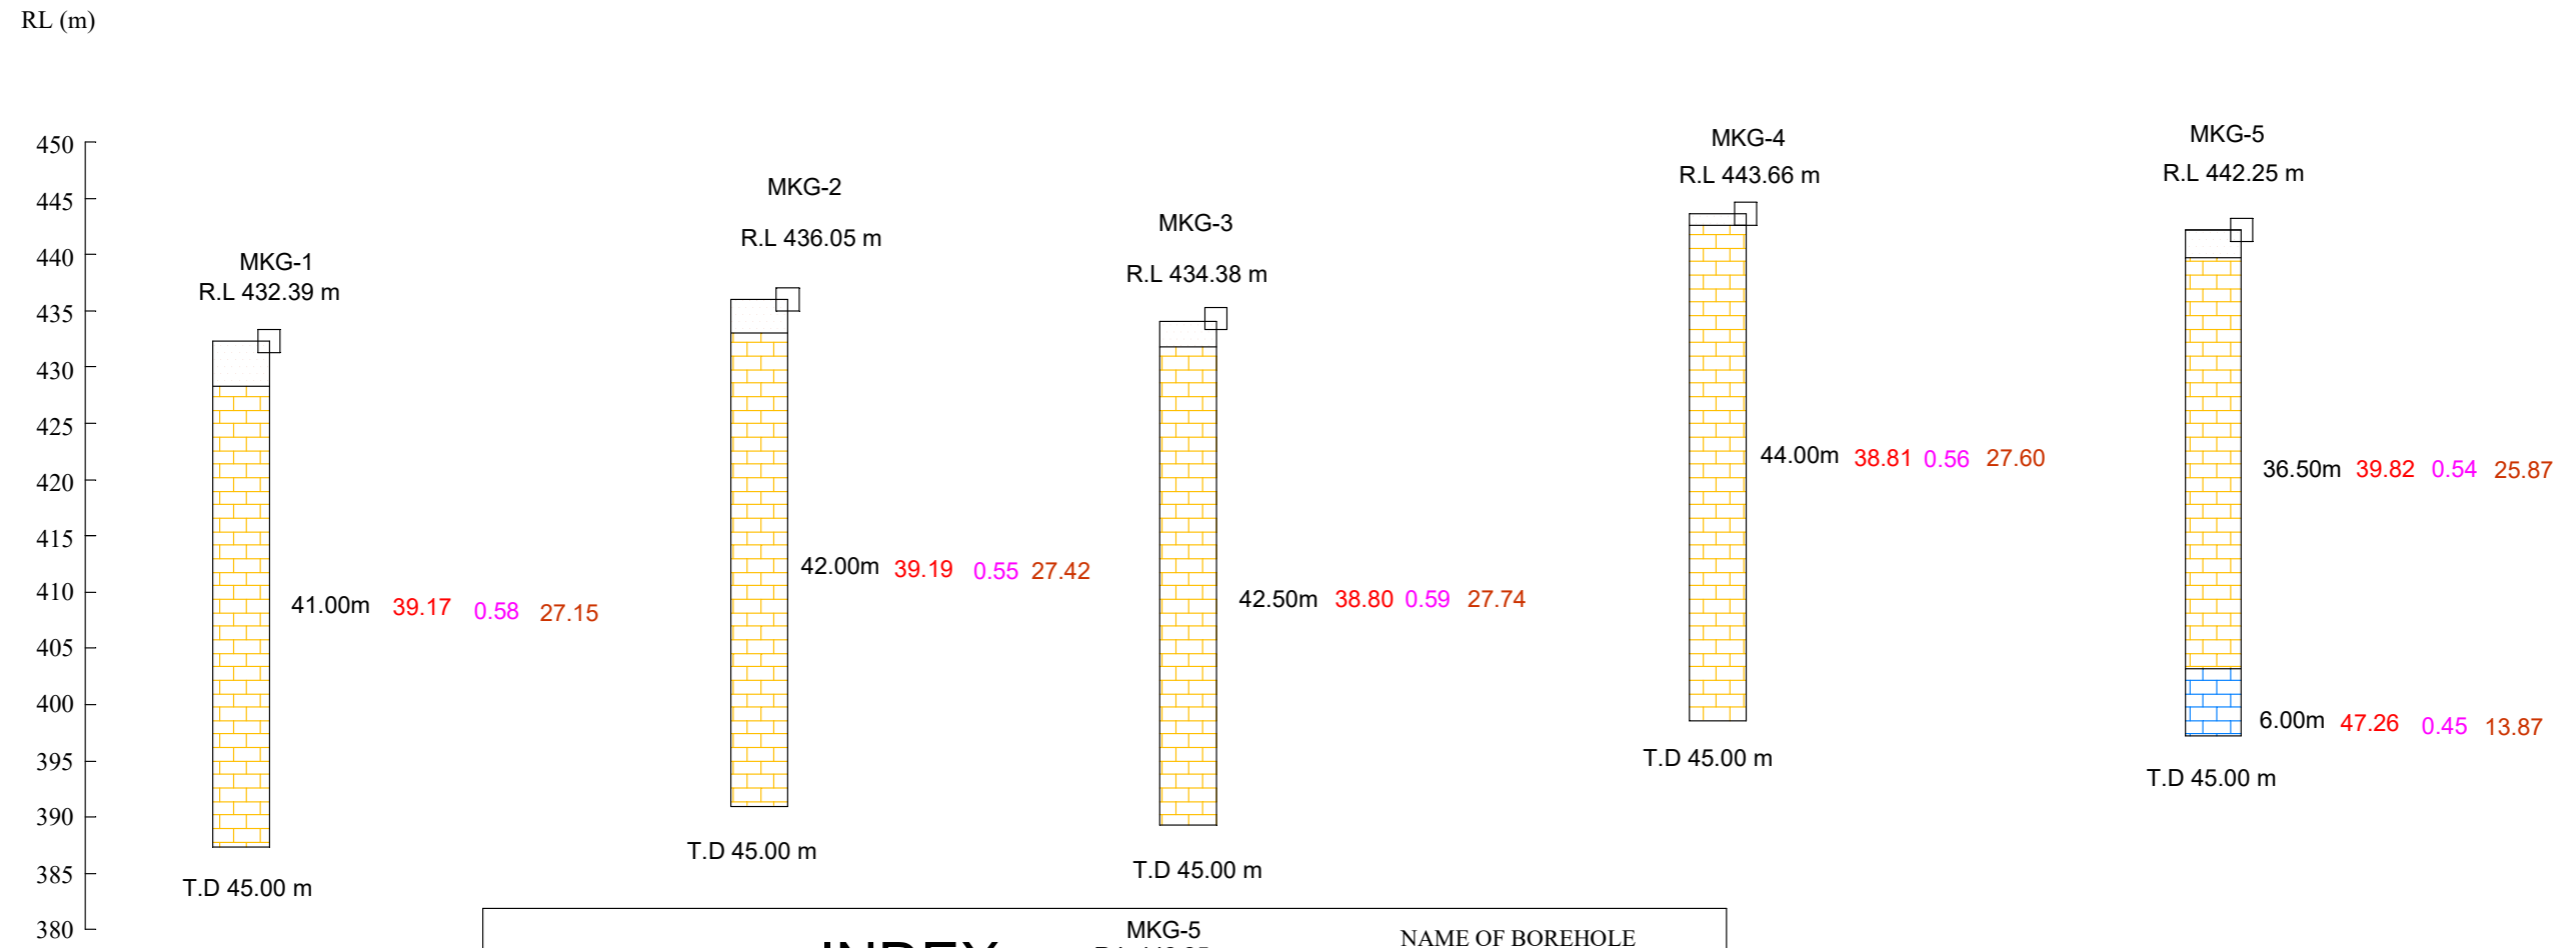 RL (m)
450
445
440
435
430
425
420
415
410
405
400
395
390
385
380
MKG-1
R.L 432.39 m
41.00m 39.17 0.58 27.15
T.D 45.00 m
MKG-2
R.L 436.05 m
42.00m 39.19 0.55 27.42
T.D 45.00 m
MKG-3
R.L 434.38 m
42.50m 38.80 0.59 27.74
T.D 45.00 m
MKG-4
R.L 443.66 m
44.00m 38.81 0.56 27.60
T.D 45.00 m
MKG-5
R.L 442.25 m
36.50m 39.82 0.54 25.87
6.00m 47.26 0.45 13.87
T.D 45.00 m
INDEX
MKG-5
NAME OF BOREHOLE